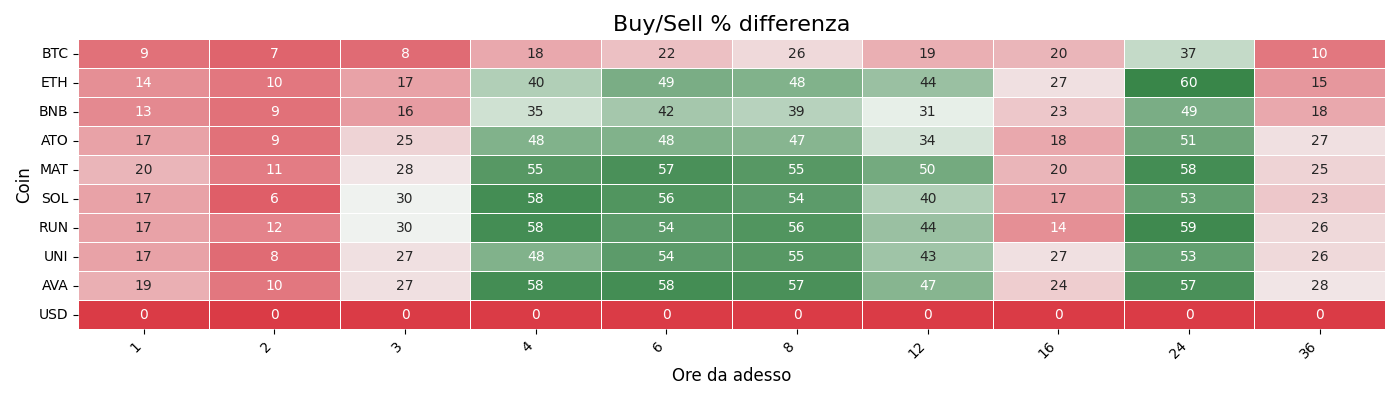 Buy/Sell % differenza
Coin
BTC 9 7 8 18 22 26 19 20 37 10
ETH 14 10 17 40 49 48 44 27 60 15
BNB 13 9 16 35 42 39 31 23 49 18
ATO 17 9 25 48 48 47 34 18 51 27
MAT 20 11 28 55 57 55 50 20 58 25
SOL 17 6 30 58 56 54 40 17 53 23
RUN 17 12 30 58 54 56 44 14 59 26
UNI 17 8 27 48 54 55 43 27 53 26
AVA 19 10 27 58 58 57 47 24 57 28
USD 0 0 0 0 0 0 0 0 0 0
1 2 3 4 6 8 12 16 24 36
Ore da adesso